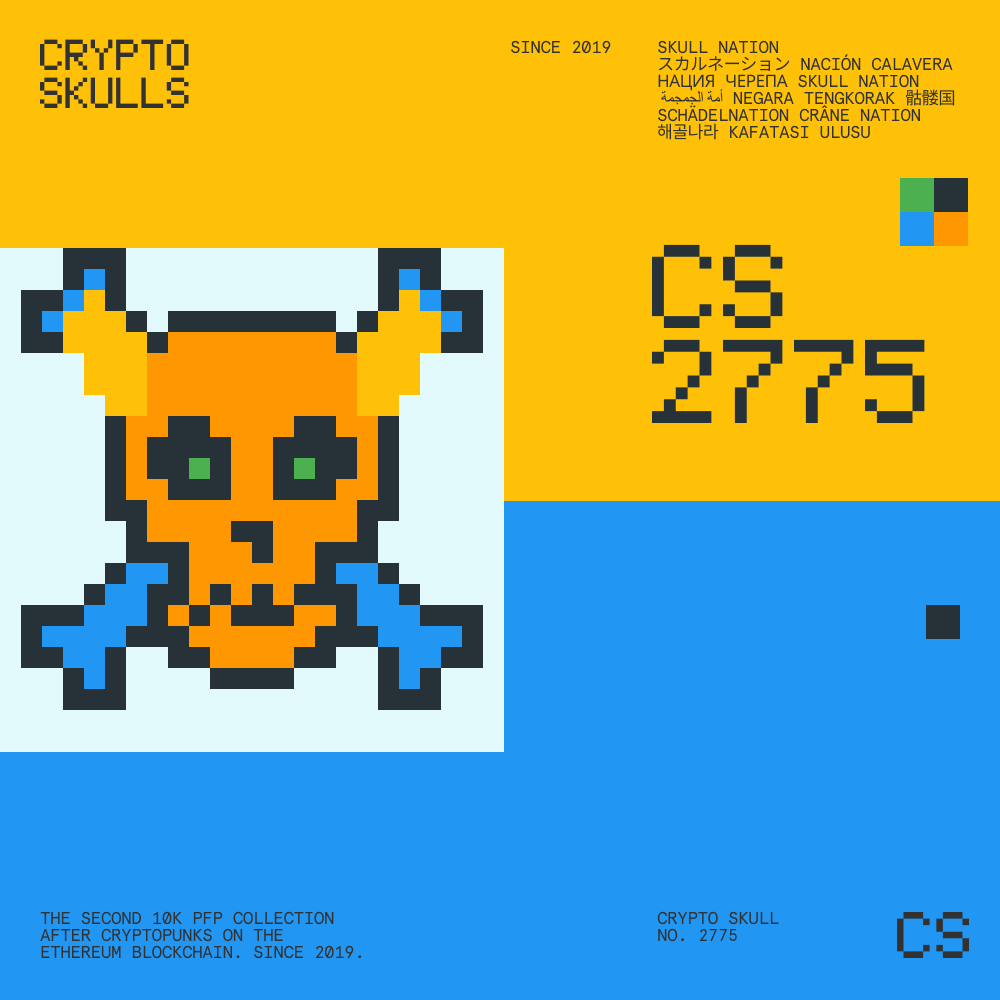 CRYPTO
SKULLS
SINCE 2019
SKULL NATION
スカルネーション NACIÓN CALAVERA
НАЦИЯ ЧЕРЕПА SKULL NATION
أمة الجمجمة NEGARA TENGKORAK 骷髅国
SCHÄDELNATION CRÂNE NATION
해골나라 KAFATASI ULUSU
CS
2775
THE SECOND 10K PFP COLLECTION
AFTER CRYPTOPUNKS ON THE
ETHEREUM BLOCKCHAIN. SINCE 2019.
CRYPTO SKULL
NO. 2775
CS